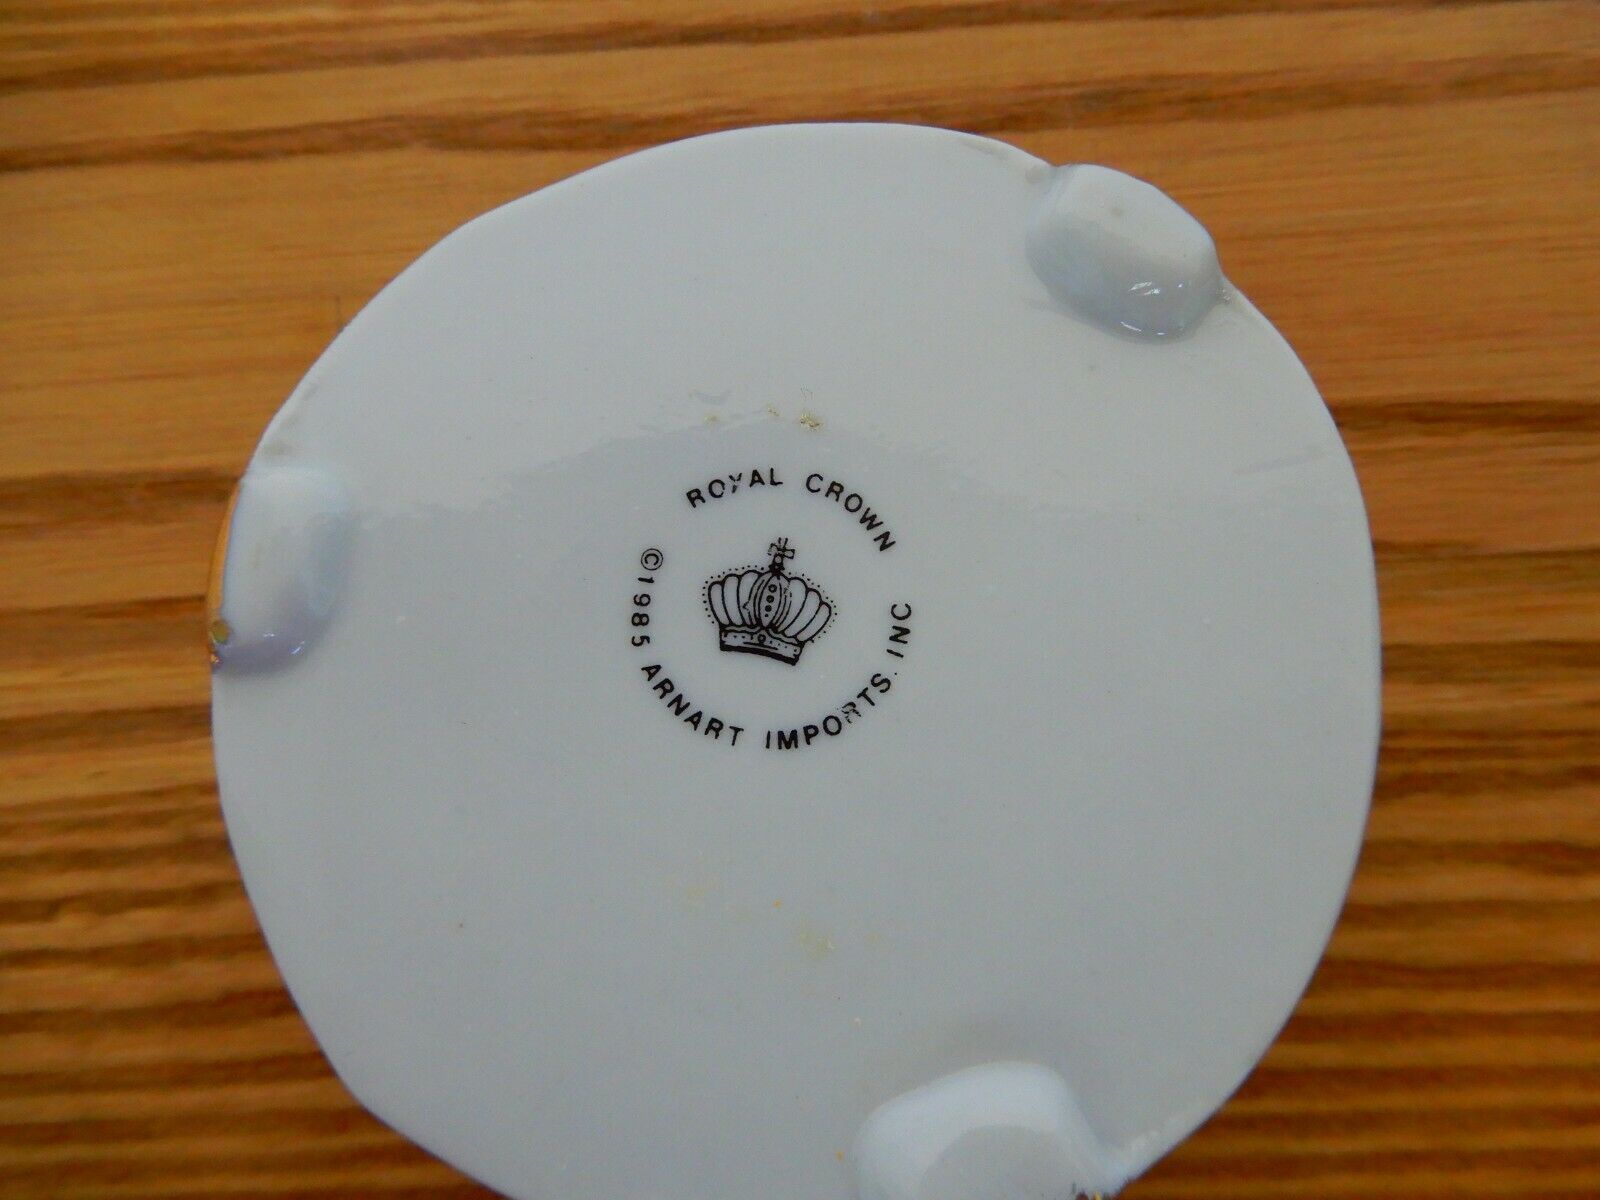 ROYAL CROWN
©1985 ARNART IMPORTS. INC